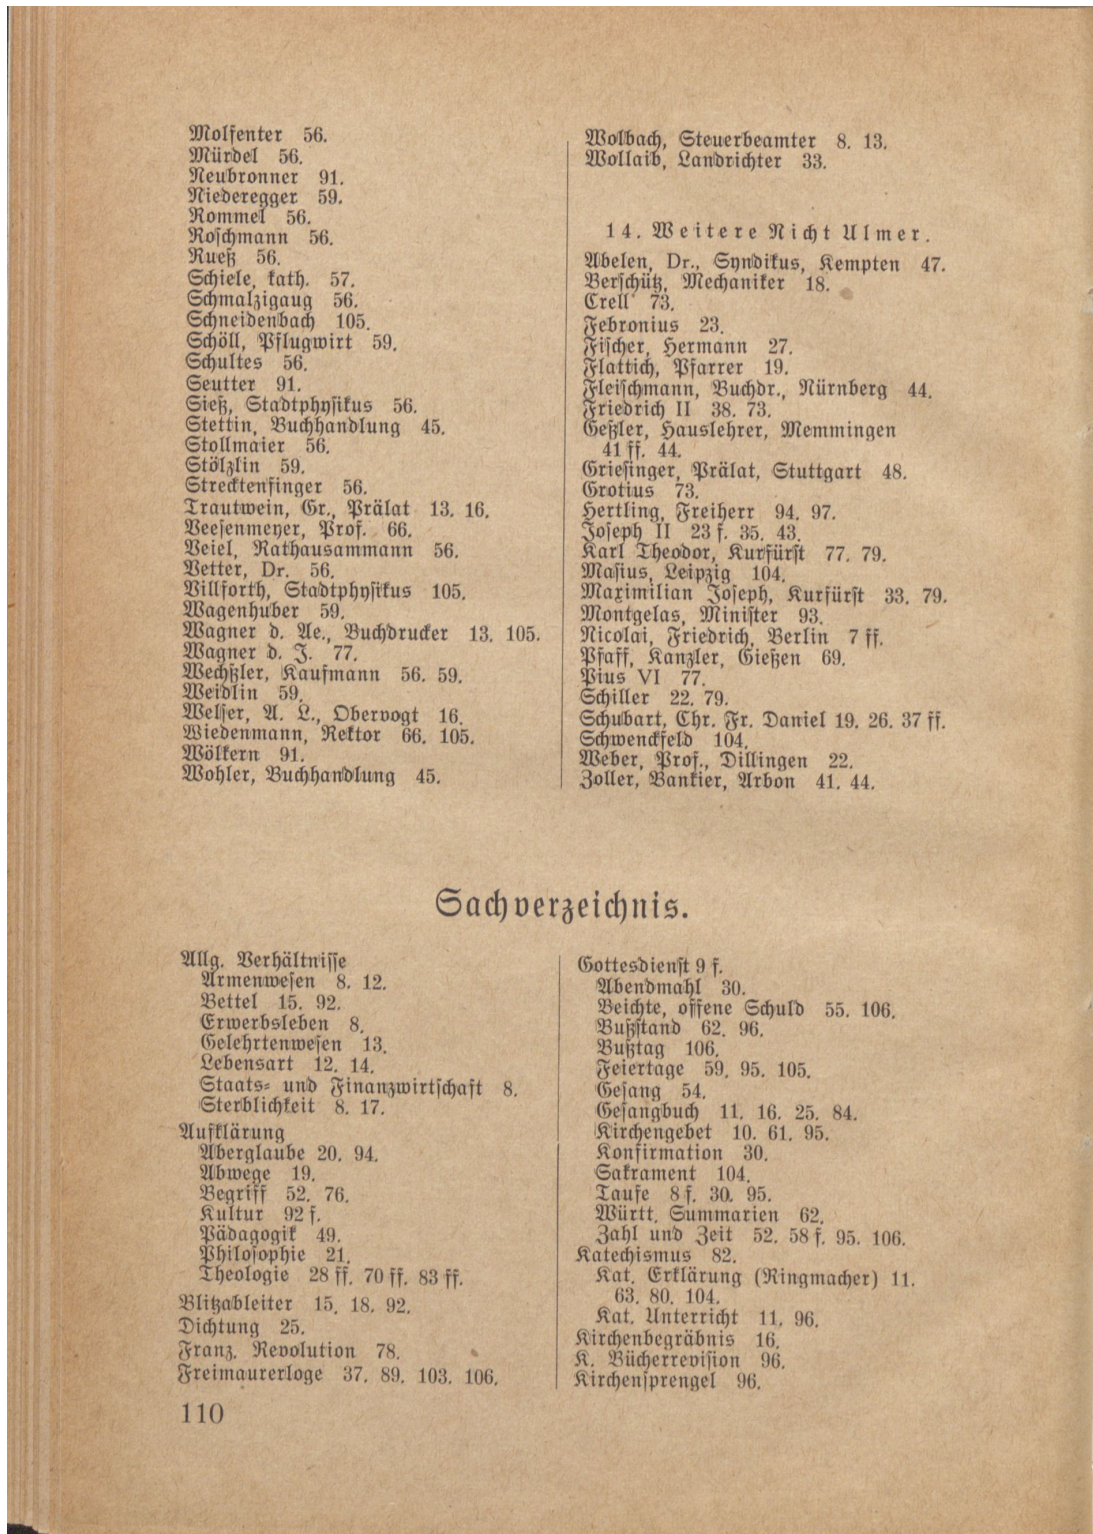 Molfenter 56.
Mürdel 56.
Neubronner 91.
Niederegger 59.
Rommel 56.
Roschmann 56.
Rueß 56.
Schiele, kath. 57.
Schmalzigaug 56.
Schneidenbach 105.
Schöll, Pflugwirt 59.
Schultes 56.
Seutter 91.
Sieß, Stadtphysikus 56.
Stettin, Buchhandlung 45.
Stollmaier 56.
Stölzlin 59.
Strecktenfinger 56.
Trautwein, Gr., Prälat 13. 16.
Veesenmeyer, Prof. 66.
Veiel, Rathausammann 56.
Vetter, Dr. 56.
Villforth, Stadtphysikus 105.
Wagenhuber 59.
Wagner d. Ae., Buchdrucker 13. 105.
Wagner d. J. 77.
Wechßler, Kaufmann 56. 59.
Weidlin 59.
Welser, A. L., Obervogt 16.
Wiedenmann, Rektor 66. 105.
Wölkern 91.
Wohler, Buchhandlung 45.
Wolbach, Steuerbeamter 8. 13.
Wollaib, Landrichter 33.
14. Weitere Nicht Ulmer.
Abelen, Dr., Syndikus, Kempten 47.
Berschütz, Mechaniker 18.
Crell 73.
Febronius 23.
Fischer, Hermann 27.
Flattich, Pfarrer 19.
Fleischmann, Buchdr., Nürnberg 44.
Friedrich II 38. 73.
Geßler, Hauslehrer, Memmingen
41 ff. 44.
Griesinger, Prälat, Stuttgart 48.
Grotius 73.
Hertling, Freiherr 94. 97.
Joseph II 23 f. 35. 43.
Karl Theodor, Kurfürst 77. 79.
Masius, Leipzig 104.
Maximilian Joseph, Kurfürst 33. 79.
Montgelas, Minister 93.
Nicolai, Friedrich, Berlin 7 ff.
Pfaff, Kanzler, Gießen 69.
Pius VI 77.
Schiller 22. 79.
Schubart, Chr. Fr. Daniel 19. 26. 37 ff.
Schwenckfeld 104.
Weber, Prof., Dillingen 22.
Zoller, Bankier, Arbon 41. 44.
Sachverzeichnis.
Allg. Verhältnisse
Armenwesen 8. 12.
Bettel 15. 92.
Erwerbsleben 8.
Gelehrtenwesen 13.
Lebensart 12. 14.
Staats- und Finanzwirtschaft 8.
Sterblichkeit 8. 17.
Aufklärung
Aberglaube 20. 94.
Abwege 19.
Begriff 52. 76.
Kultur 92 f.
Pädagogik 49.
Philosophie 21.
Theologie 28 ff. 70 ff. 83 ff.
Blitzableiter 15. 18. 92.
Dichtung 25.
Franz. Revolution 78.
Freimaurerloge 37. 89. 103. 106.
Gottesdienst 9 f.
Abendmahl 30.
Beichte, offene Schuld 55. 106.
Bußstand 62. 96.
Bußtag 106.
Feiertage 59. 95. 105.
Gesang 54.
Gesangbuch 11. 16. 25. 84.
Kirchengebet 10. 61. 95.
Konfirmation 30.
Sakrament 104.
Taufe 8 f. 30. 95.
Württ. Summarien 62.
Zahl und Zeit 52. 58 f. 95. 106.
Katechismus 82.
Kat. Erklärung (Ringmacher) 11.
63. 80. 104.
Kat. Unterricht 11. 96.
Kirchenbegräbnis 16.
K. Bücherrevision 96.
Kirchensprengel 96.
110